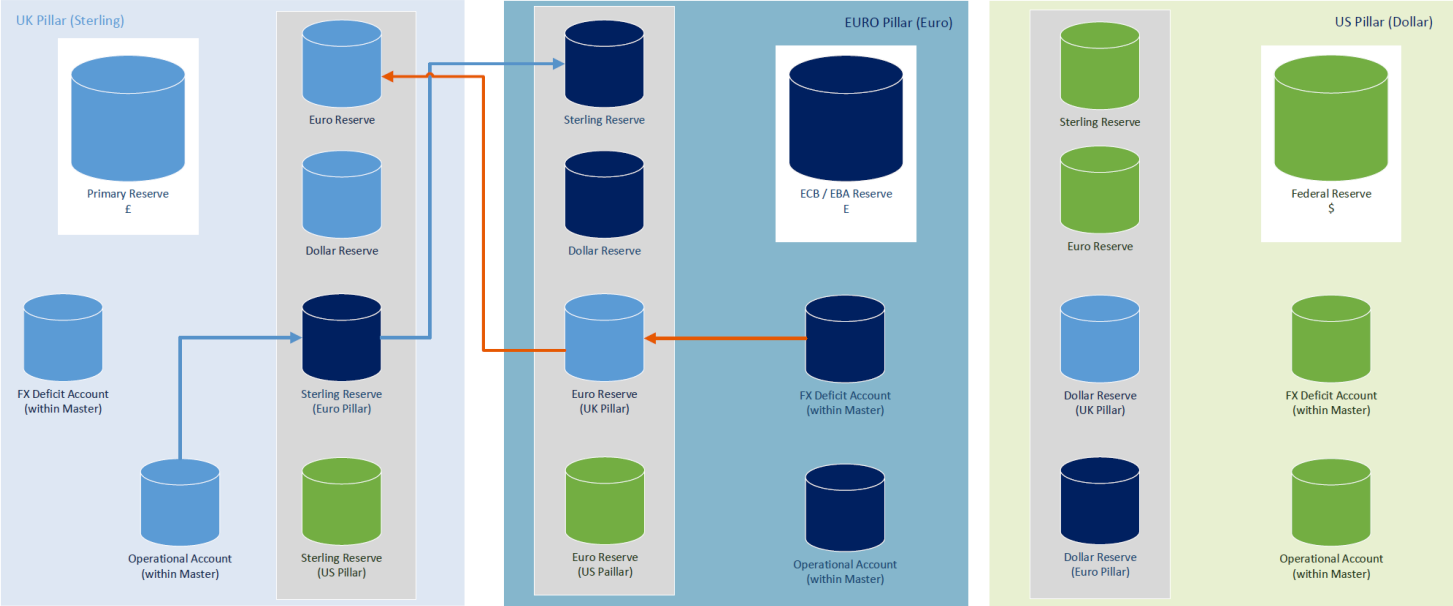 UK Pillar (Sterling)
Primary Reserve
£
FX Deficit Account
(within Master)
Operational Account
(within Master)
Euro Reserve
Dollar Reserve
Sterling Reserve
(Euro Pillar)
Sterling Reserve
(US Pillar)
EURO Pillar (Euro)
Sterling Reserve
Dollar Reserve
Euro Reserve
(UK Pillar)
Euro Reserve
(US Paillar)
ECB / EBA Reserve
E
FX Deficit Account
(within Master)
Operational Account
(within Master)
US Pillar (Dollar)
Sterling Reserve
Euro Reserve
Dollar Reserve
(UK Pillar)
Dollar Reserve
(Euro Pillar)
Federal Reserve
$
FX Deficit Account
(within Master)
Operational Account
(within Master)